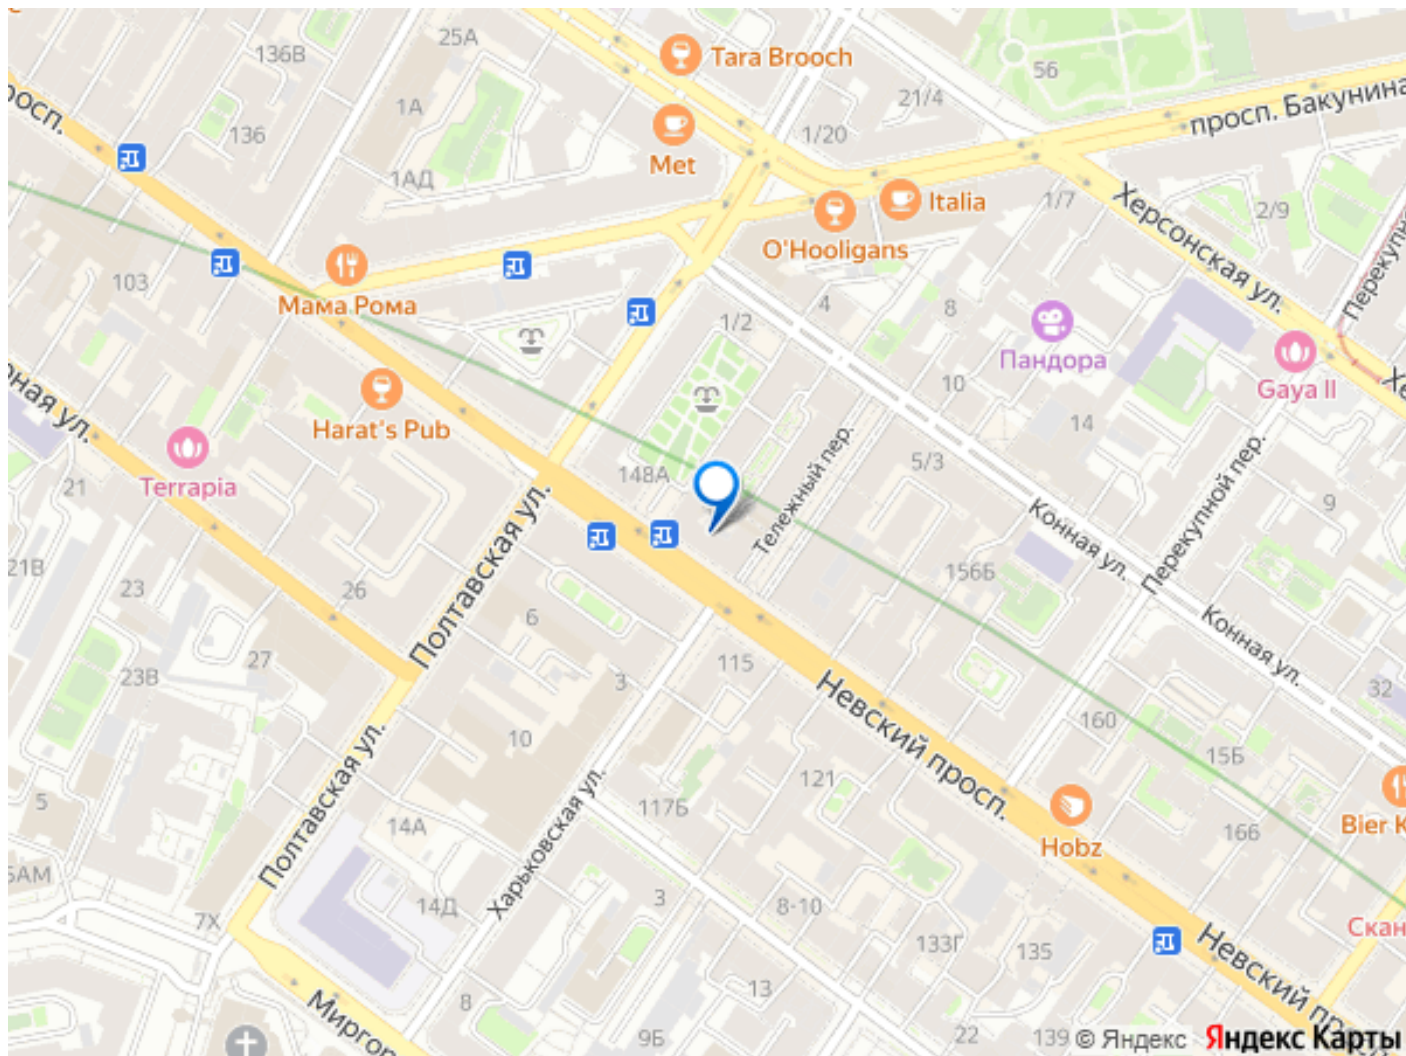 25А
136В
Tara Brooch
56
21/4
просп. Бакунина
1А
136
1/20
Met
1АД
Italia
1/7
2/9
Херсонская ул.
O'Hooligans
103
Мама Рома
4
8
1/2
Пандора
Gaya II
10
Harat's Pub
14
Terrapia
148А
5/3
Тележный пер.
Перекупной пер.
21
9
Конная ул.
Полтавская ул.
21В
23
26
156Б
6
Конная ул.
27
23В
115
3
Невский просп.
32
160
10
15Б
121
5
117Б
Полтавская ул.
14А
Харьковская ул.
166
Hobz
14Д
3
8-10
7Х
133Г
135
13
8
9Б
22
139
© Яндекс
Яндекс Карты